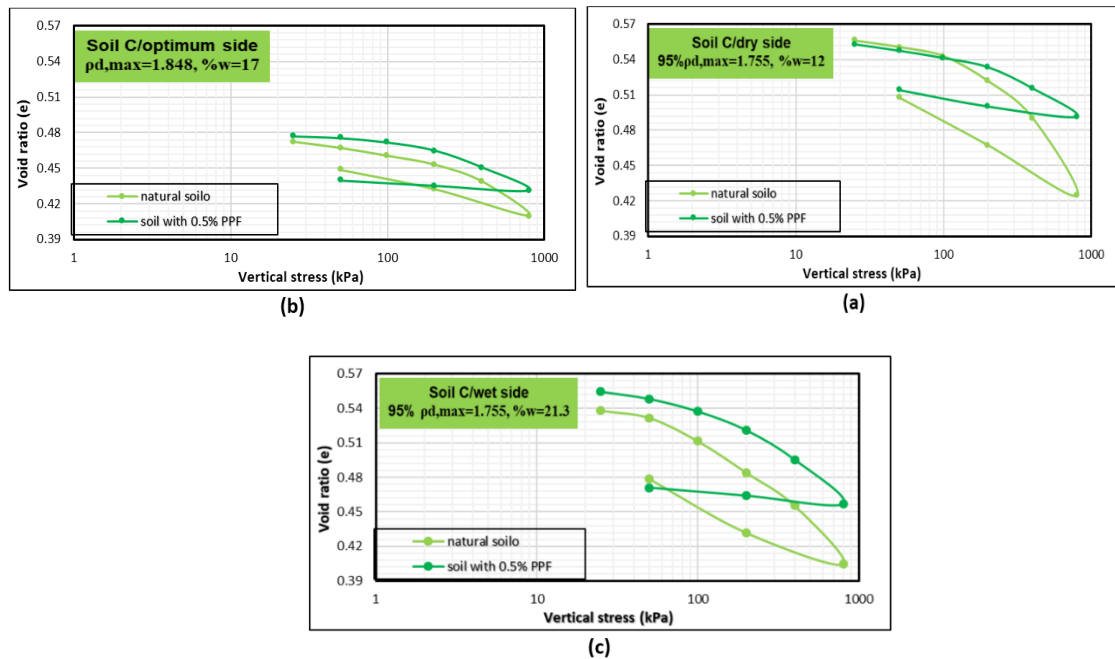 0.57
0.54
0.51
0.48
0.45
0.42
0.39
Void ratio (e)
Soil C/optimum side
ρd,max=1.848, %w=17
natural soilo
soil with 0.5% PPF
1
10
100
1000
Vertical stress (kPa)
(b)
0.57
0.54
0.51
0.48
0.45
0.42
0.39
Void ratio (e)
Soil C/dry side
95%ρd,max=1.755, %w=12
natural soilo
soil with 0.5% PPF
1
10
100
1000
Vertical stress (kPa)
(a)
0.57
0.54
0.51
0.48
0.45
0.42
0.39
Void ratio (e)
Soil C/wet side
95% ρd,max=1.755, %w=21.3
natural soilo
soil with 0.5% PPF
1
10
100
1000
Vertical stress (kPa)
(c)